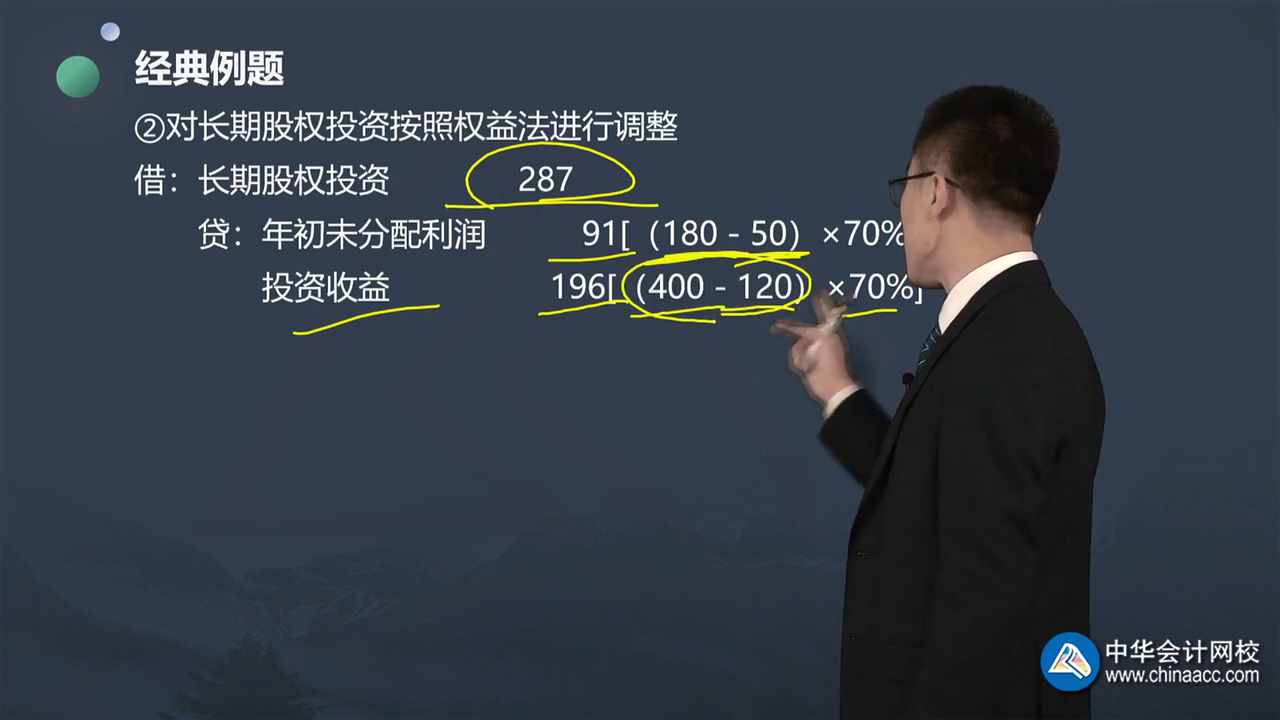 经典例题
②对长期股权投资按照权益法进行调整
借：长期股权投资 287
贷：年初未分配利润 91[（180 - 50）×70%
投资收益 196[（400 - 120）×70%]
中华会计网校
www.chinaacc.com